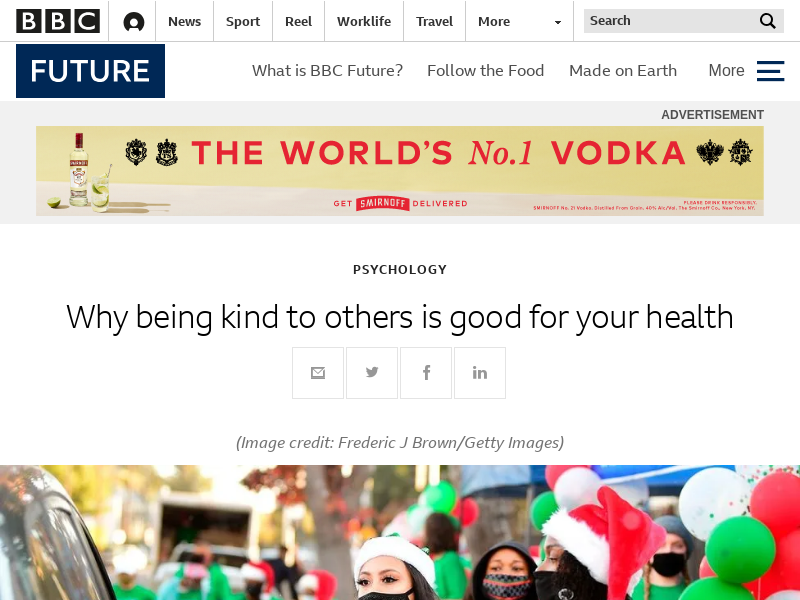 BBC
News
Sport
Reel
Worklife
Travel
More
Search
FUTURE
What is BBC Future?
Follow the Food
Made on Earth
More
ADVERTISEMENT
THE WORLD'S No.1 VODKA
GET SMIRNOFF DELIVERED
PLEASE DRINK RESPONSIBLY.
SMIRNOFF No. 21 Vodka. Distilled From Grain. 40% Alc/Vol. The Smirnoff Co., New York, NY.
PSYCHOLOGY
Why being kind to others is good for your health
(Image credit: Frederic J Brown/Getty Images)